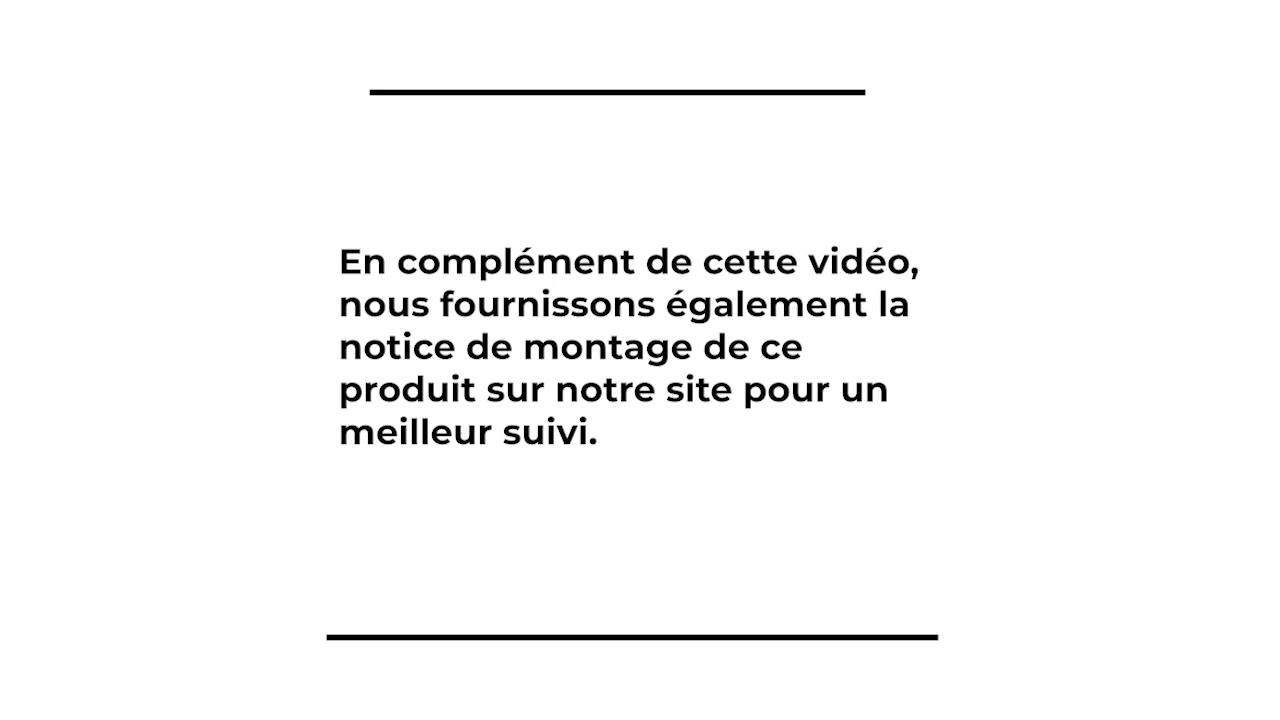 En complément de cette vidéo,
nous fournissons également la
notice de montage de ce
produit sur notre site pour un
meilleur suivi.